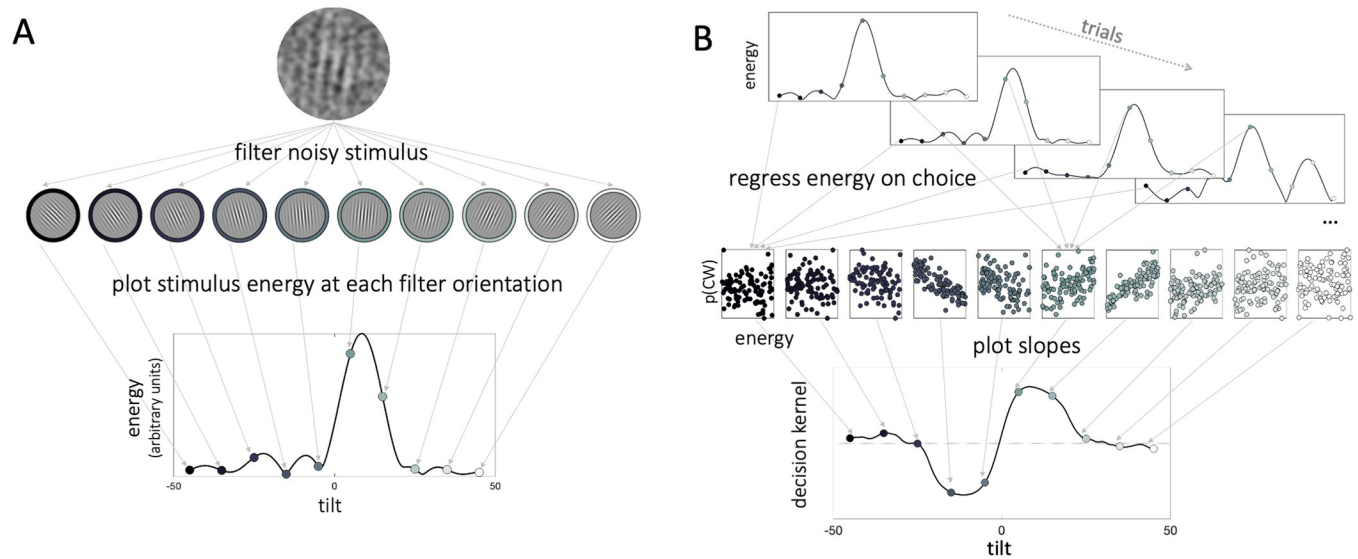 A
filter noisy stimulus
plot stimulus energy at each filter orientation
energy
(arbitrary units)
-50
0
50
tilt
B
trials
energy
regress energy on choice
...
p(CW)
energy
plot slopes
decision kernel
-50
0
50
tilt